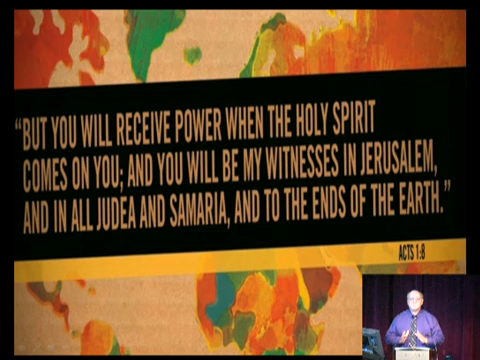 “BUT YOU WILL RECEIVE POWER WHEN THE HOLY SPIRIT
COMES ON YOU; AND YOU WILL BE MY WITNESSES IN JERUSALEM,
AND IN ALL JUDEA AND SAMARIA, AND TO THE ENDS OF THE EARTH.”
ACTS 1:8